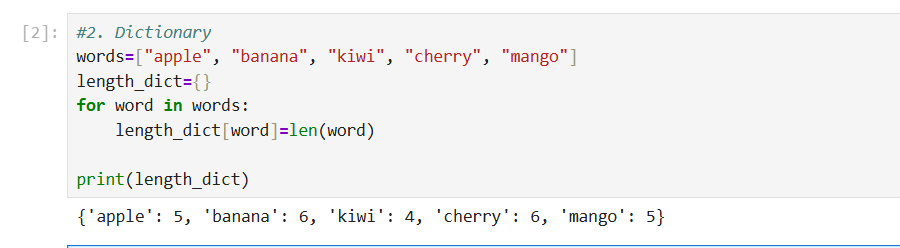 [2]: #2. Dictionary
words=["apple", "banana", "kiwi", "cherry", "mango"]
length_dict={}
for word in words:
    length_dict[word]=len(word)

print(length_dict)
{'apple': 5, 'banana': 6, 'kiwi': 4, 'cherry': 6, 'mango': 5}